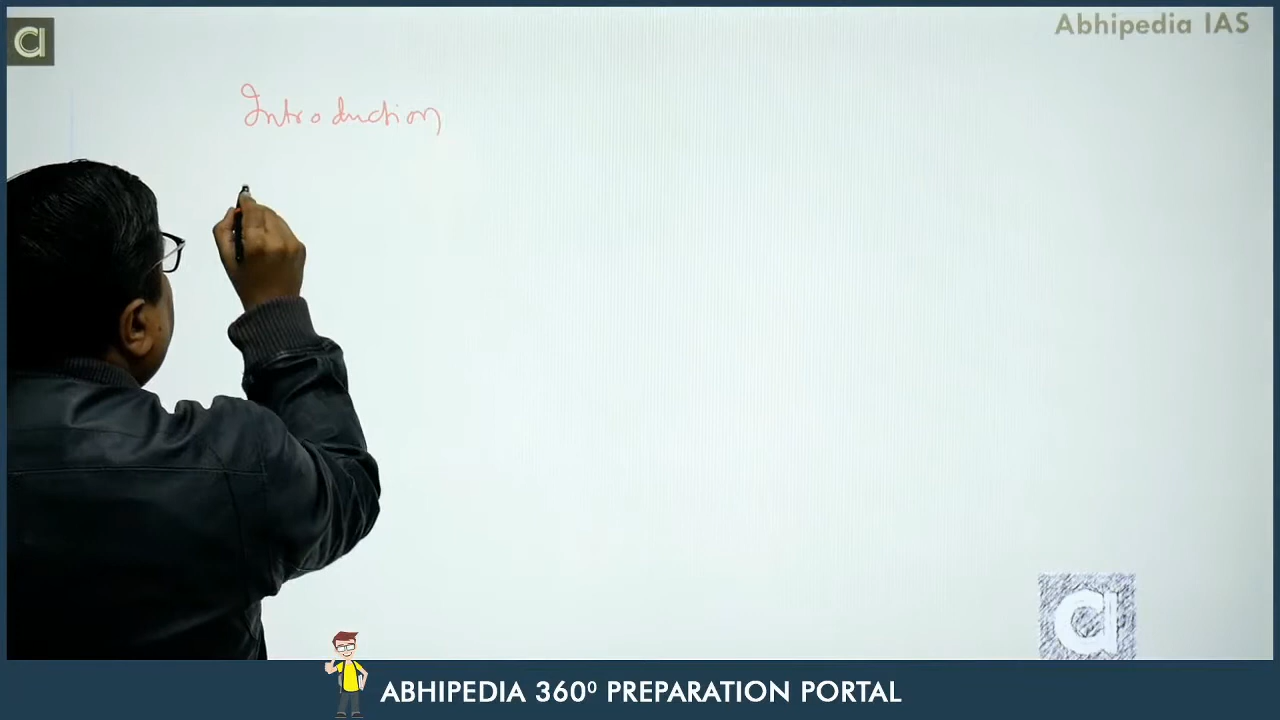 a
Abhipedia IAS
Introduction
a
ABHIPEDIA 360⁰ PREPARATION PORTAL